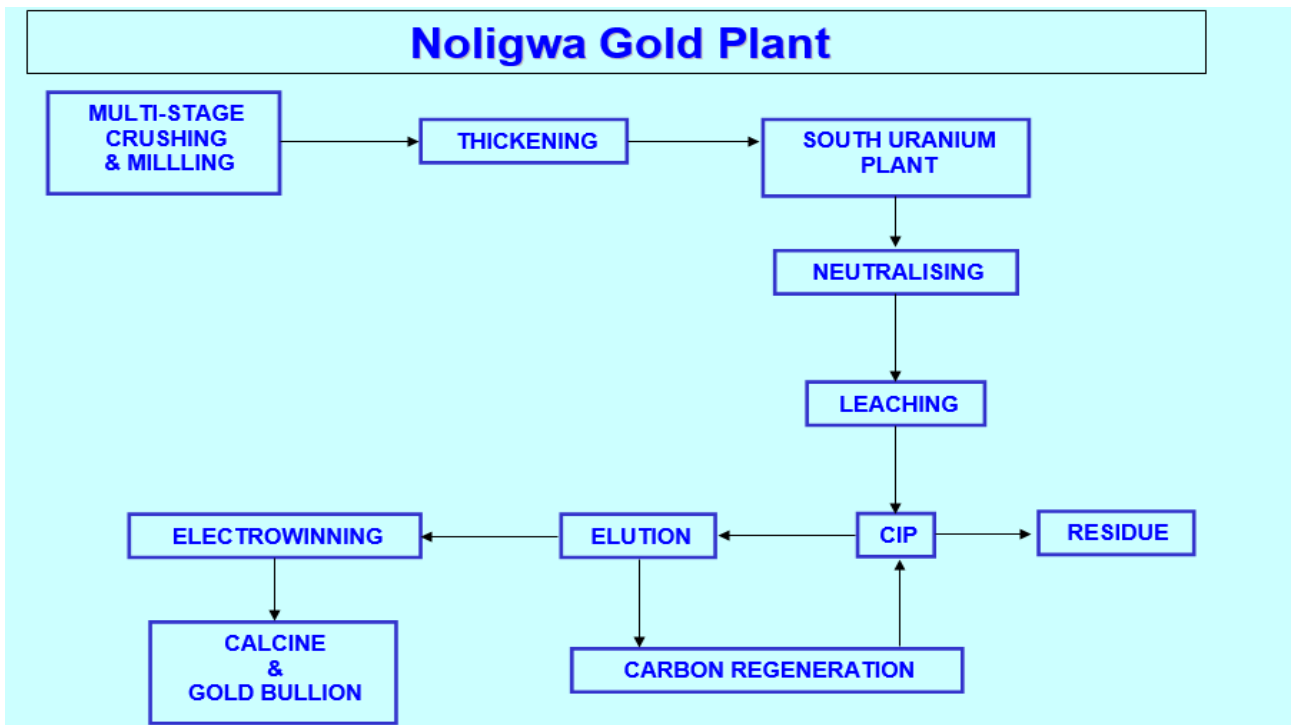 Noligwa Gold Plant
MULTI-STAGE
CRUSHING
& MILLLING
THICKENING
SOUTH URANIUM
PLANT
NEUTRALISING
LEACHING
ELECTROWINNING
ELUTION
CIP
RESIDUE
CALCINE
&
GOLD BULLION
CARBON REGENERATION